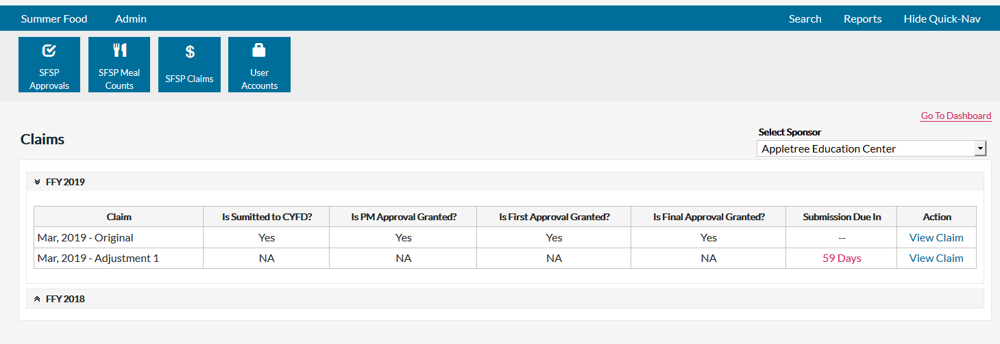 Summer Food Admin Search Reports Hide Quick-Nav
SFSP Approvals
SFSP Meal Counts
$
SFSP Claims
User Accounts
Go To Dashboard
Claims
Select Sponsor
Appletree Education Center
FFY 2019
Claim Is Sumitted to CYFD? Is PM Approval Granted? Is First Approval Granted? Is Final Approval Granted? Submission Due In Action
Mar, 2019 - Original Yes Yes Yes Yes -- View Claim
Mar, 2019 - Adjustment 1 NA NA NA NA 59 Days View Claim
FFY 2018